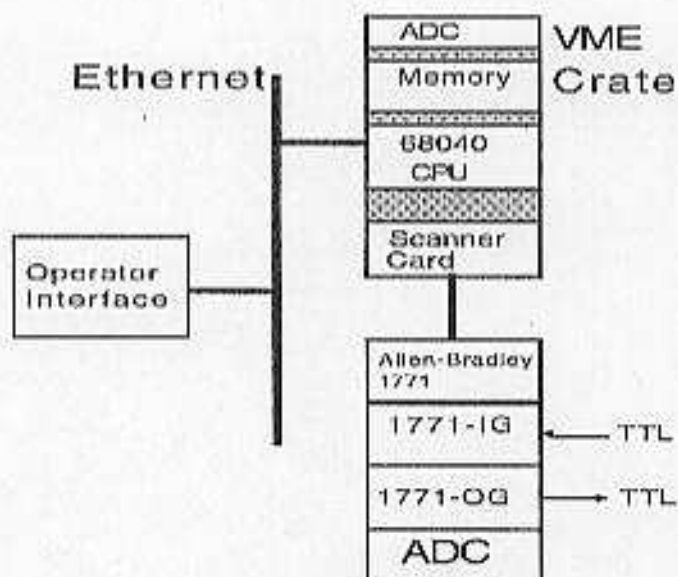 Ethernet
ADC
Memory
68040
CPU
Scanner
Card
VME
Crate
Operator
Interface
Allen-Bradley
1771
1771-IG
TTL
1771-OG
TTL
ADC